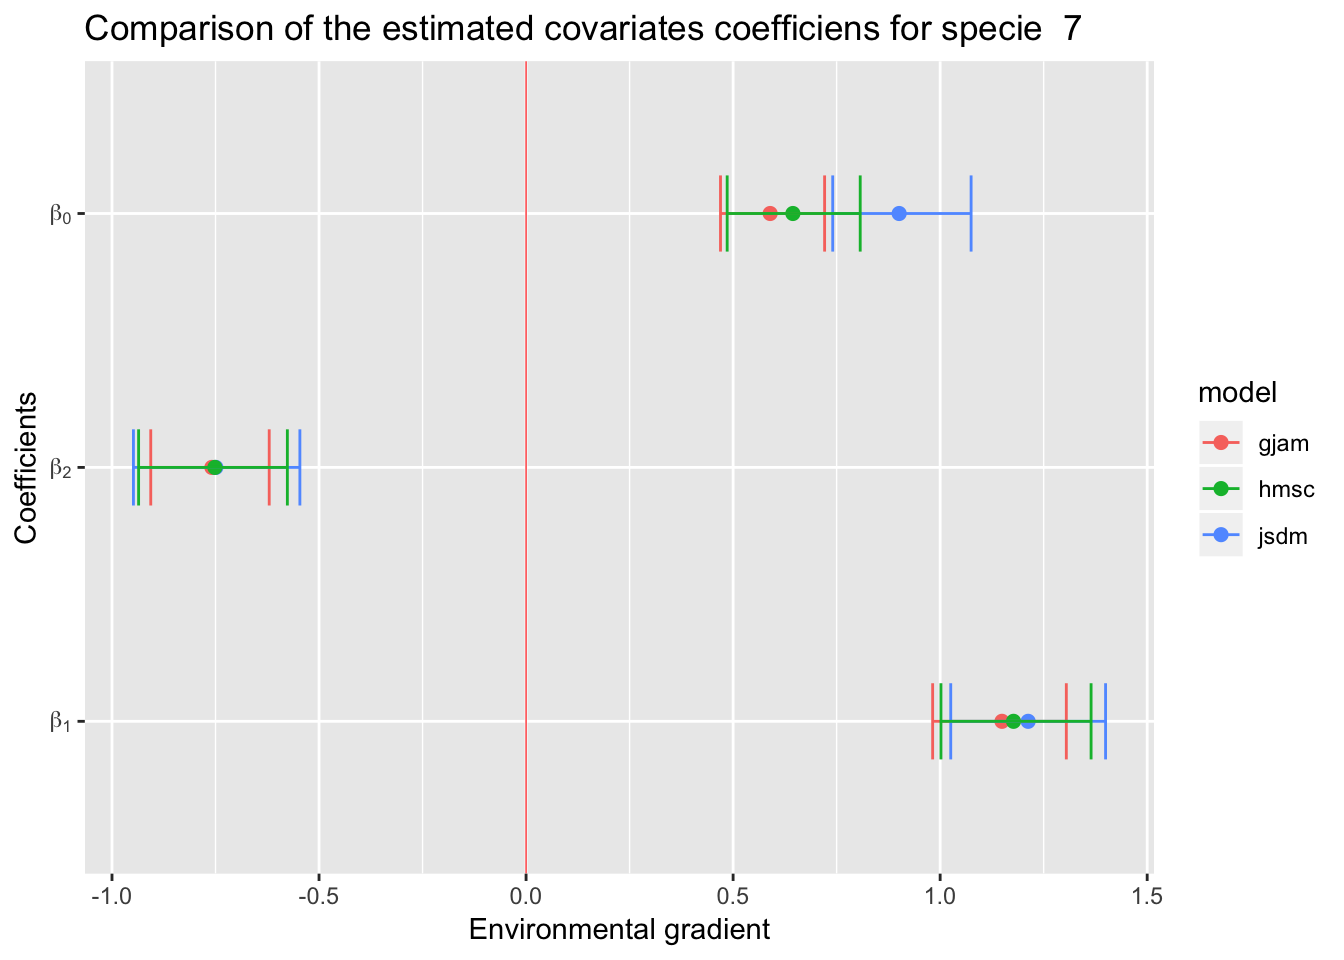 Comparison of the estimated covariates coefficiens for specie  7
β₀
β₂
β₁
Coefficients
-1.0 -0.5 0.0 0.5 1.0 1.5
Environmental gradient
model
gjam
hmsc
jsdm